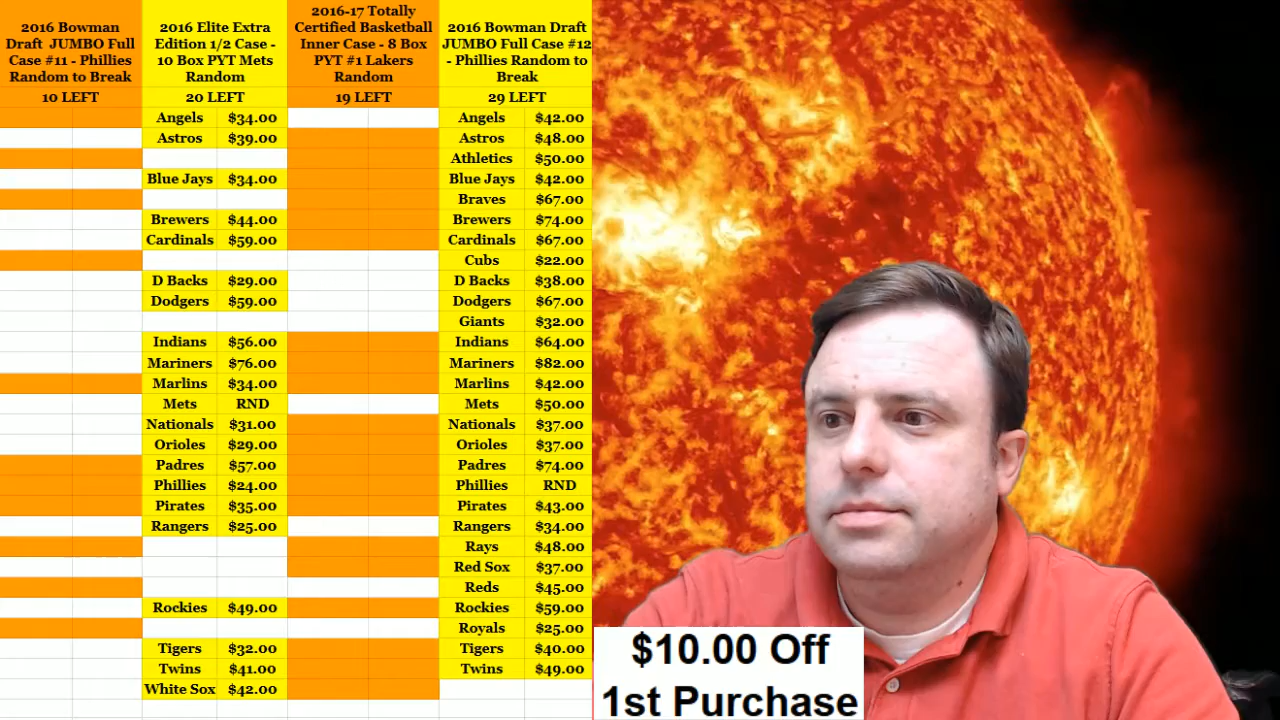 2016 Bowman
Draft JUMBO Full
Case #11 - Phillies
Random to Break
10 LEFT
2016 Elite Extra
Edition 1/2 Case -
10 Box PYT Mets
Random
20 LEFT
Angels $34.00
Astros $39.00
Blue Jays $34.00
Brewers $44.00
Cardinals $59.00
D Backs $29.00
Dodgers $59.00
Indians $56.00
Mariners $76.00
Marlins $34.00
Mets RND
Nationals $31.00
Orioles $29.00
Padres $57.00
Phillies $24.00
Pirates $35.00
Rangers $25.00
Rockies $49.00
Tigers $32.00
Twins $41.00
White Sox $42.00
2016-17 Totally
Certified Basketball
Inner Case - 8 Box
PYT #1 Lakers
Random
19 LEFT
2016 Bowman Draft
JUMBO Full Case #12
- Phillies Random to
Break
29 LEFT
Angels $42.00
Astros $48.00
Athletics $50.00
Blue Jays $42.00
Braves $67.00
Brewers $74.00
Cardinals $67.00
Cubs $22.00
D Backs $38.00
Dodgers $67.00
Giants $32.00
Indians $64.00
Mariners $82.00
Marlins $42.00
Mets $50.00
Nationals $37.00
Orioles $37.00
Padres $74.00
Phillies RND
Pirates $43.00
Rangers $34.00
Rays $48.00
Red Sox $37.00
Reds $45.00
Rockies $59.00
Royals $25.00
Tigers $40.00
Twins $49.00
$10.00 Off
1st Purchase